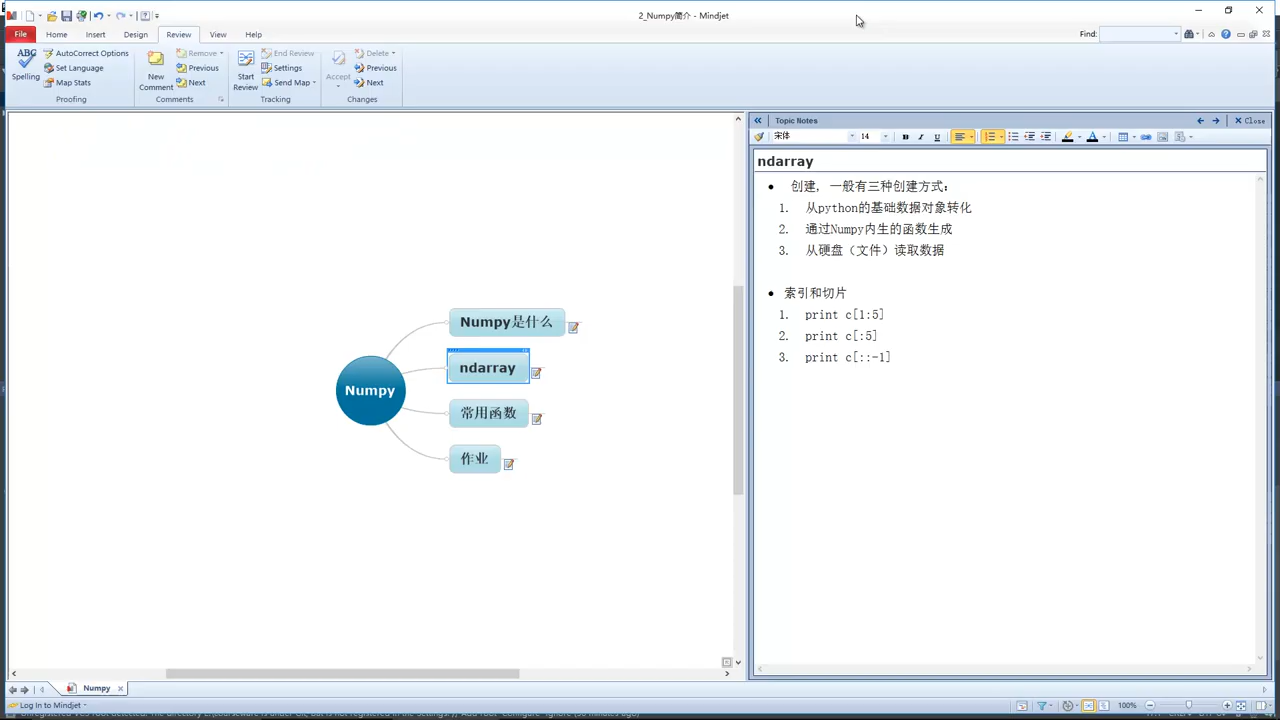 2_Numpy简介 - Mindjet
File
Home
Insert
Design
Review
View
Help
Find:
ABC
Spelling
AutoCorrect Options
Set Language
Map Stats
Proofing
New Comment
Remove
Previous
Next
Comments
Start Review
End Review
Settings
Send Map
Tracking
Accept
Delete
Previous
Next
Changes
Topic Notes
Close
宋体
14
B
I
U
A
ndarray
• 创建, 一般有三种创建方式:
1. 从python的基础数据对象转化
2. 通过Numpy内生的函数生成
3. 从硬盘（文件）读取数据
• 索引和切片
1. print c[1:5]
2. print c[:5]
3. print c[::-1]
Numpy
Numpy是什么
ndarray
常用函数
作业
Numpy
Log In to Mindjet
100%